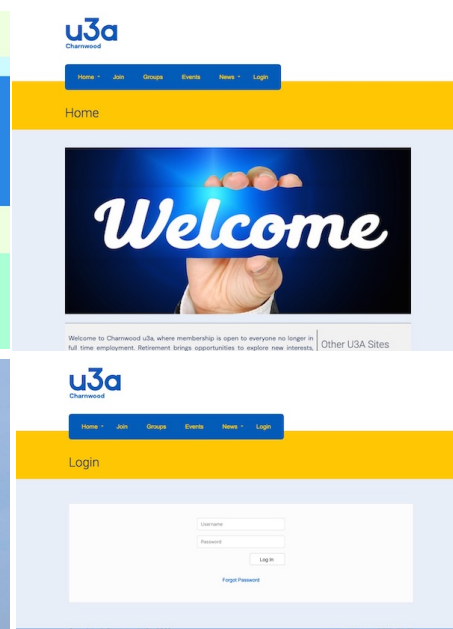 u3a
Charnwood
Home Join Groups Events News Login
Home
Welcome
Welcome to Charnwood u3a, where membership is open to everyone no longer in
full time employment. Retirement brings opportunities to explore new interests,
Other U3A Sites
u3a
Charnwood
Home Join Groups Events News Login
Login
Username
Password
Log In
Forgot Password